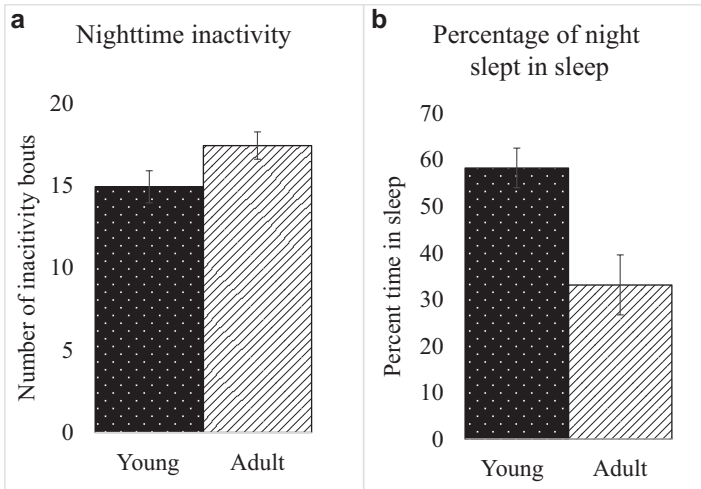 a
Nighttime inactivity
Number of inacitivity bouts
20
15
10
5
0
Young Adult
b
Percentage of night
slept in sleep
Percent time in sleep
70
60
50
40
30
20
10
0
Young Adult